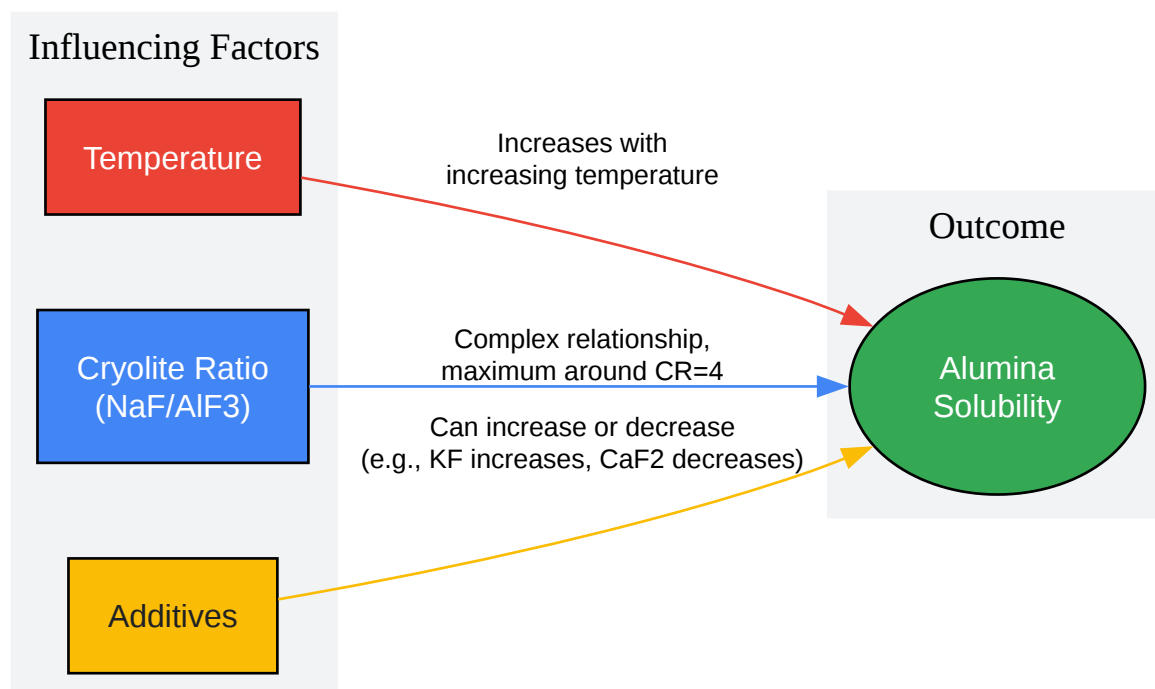 Influencing Factors
Temperature
Increases with
increasing temperature
Outcome
Cryolite Ratio
(NaF/AlF3)
Complex relationship,
maximum around CR=4
Alumina
Solubility
Can increase or decrease
(e.g., KF increases, CaF2 decreases)
Additives